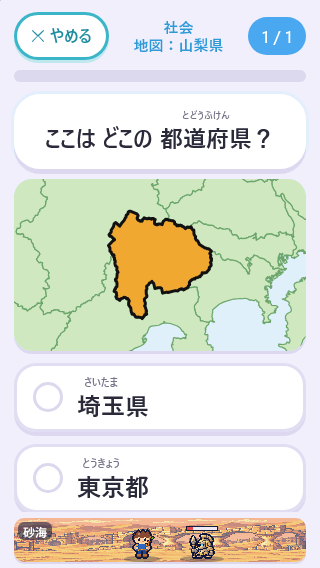 × やめる
社会
地図：山梨県
1 / 1
とどうふけん
ここは どこの 都道府県？
さいたま
埼玉県
とうきょう
東京都
砂海